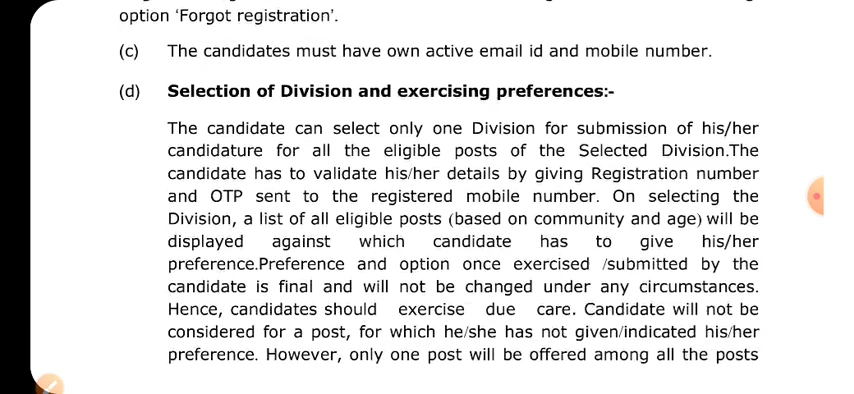 option ‘Forgot registration’.
(c) The candidates must have own active email id and mobile number.
(d) Selection of Division and exercising preferences:-
The candidate can select only one Division for submission of his/her
candidature for all the eligible posts of the Selected Division.The
candidate has to validate his/her details by giving Registration number
and OTP sent to the registered mobile number. On selecting the
Division, a list of all eligible posts (based on community and age) will be
displayed against which candidate has to give his/her
preference.Preference and option once exercised /submitted by the
candidate is final and will not be changed under any circumstances.
Hence, candidates should exercise due care. Candidate will not be
considered for a post, for which he/she has not given/indicated his/her
preference. However, only one post will be offered among all the posts